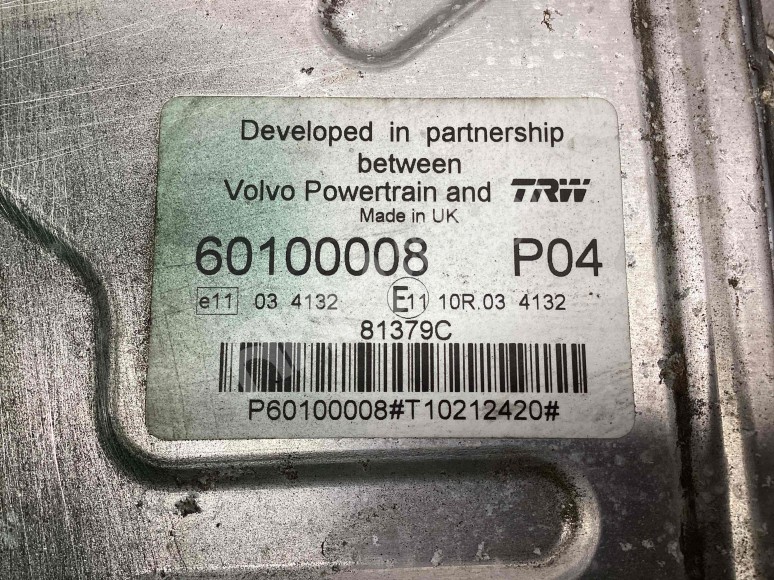 Developed in partnership
between
Volvo Powertrain and TRW
Made in UK
60100008 P04
e11 03 4132 E11 10R.03 4132
81379C
P60100008#T10212420#